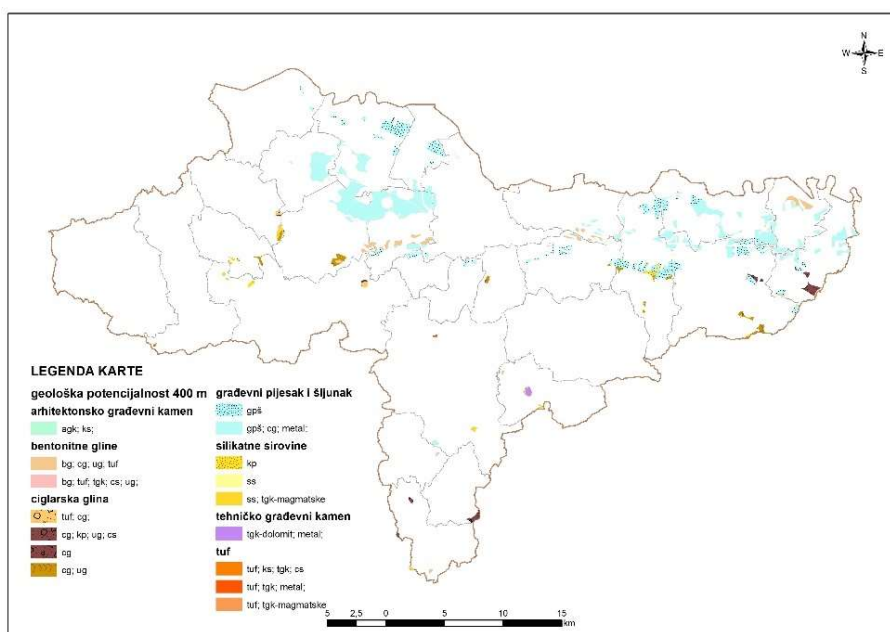 N
W E
S
LEGENDA KARTE
geološka potencijalnost 400 m
arhitektonsko građevni kamen
agk; ks;
bentonitne gline
bg; cg; ug; tuf
bg; tuf; tgk; cs; ug;
ciglarska glina
tuf; cg;
cg; kp; ug; cs
cg
cg; ug
građevni pijesak i šljunak
gpš
gpš; cg; metal;
silikatne sirovine
kp
ss
ss; tgk-magmatske
tehničko građevni kamen
tgk-dolomit; metal;
tuf
tuf; ks; tgk; cs
tuf; tgk; metal;
tuf; tgk-magmatske
5 2,5 0 5 10 15
km